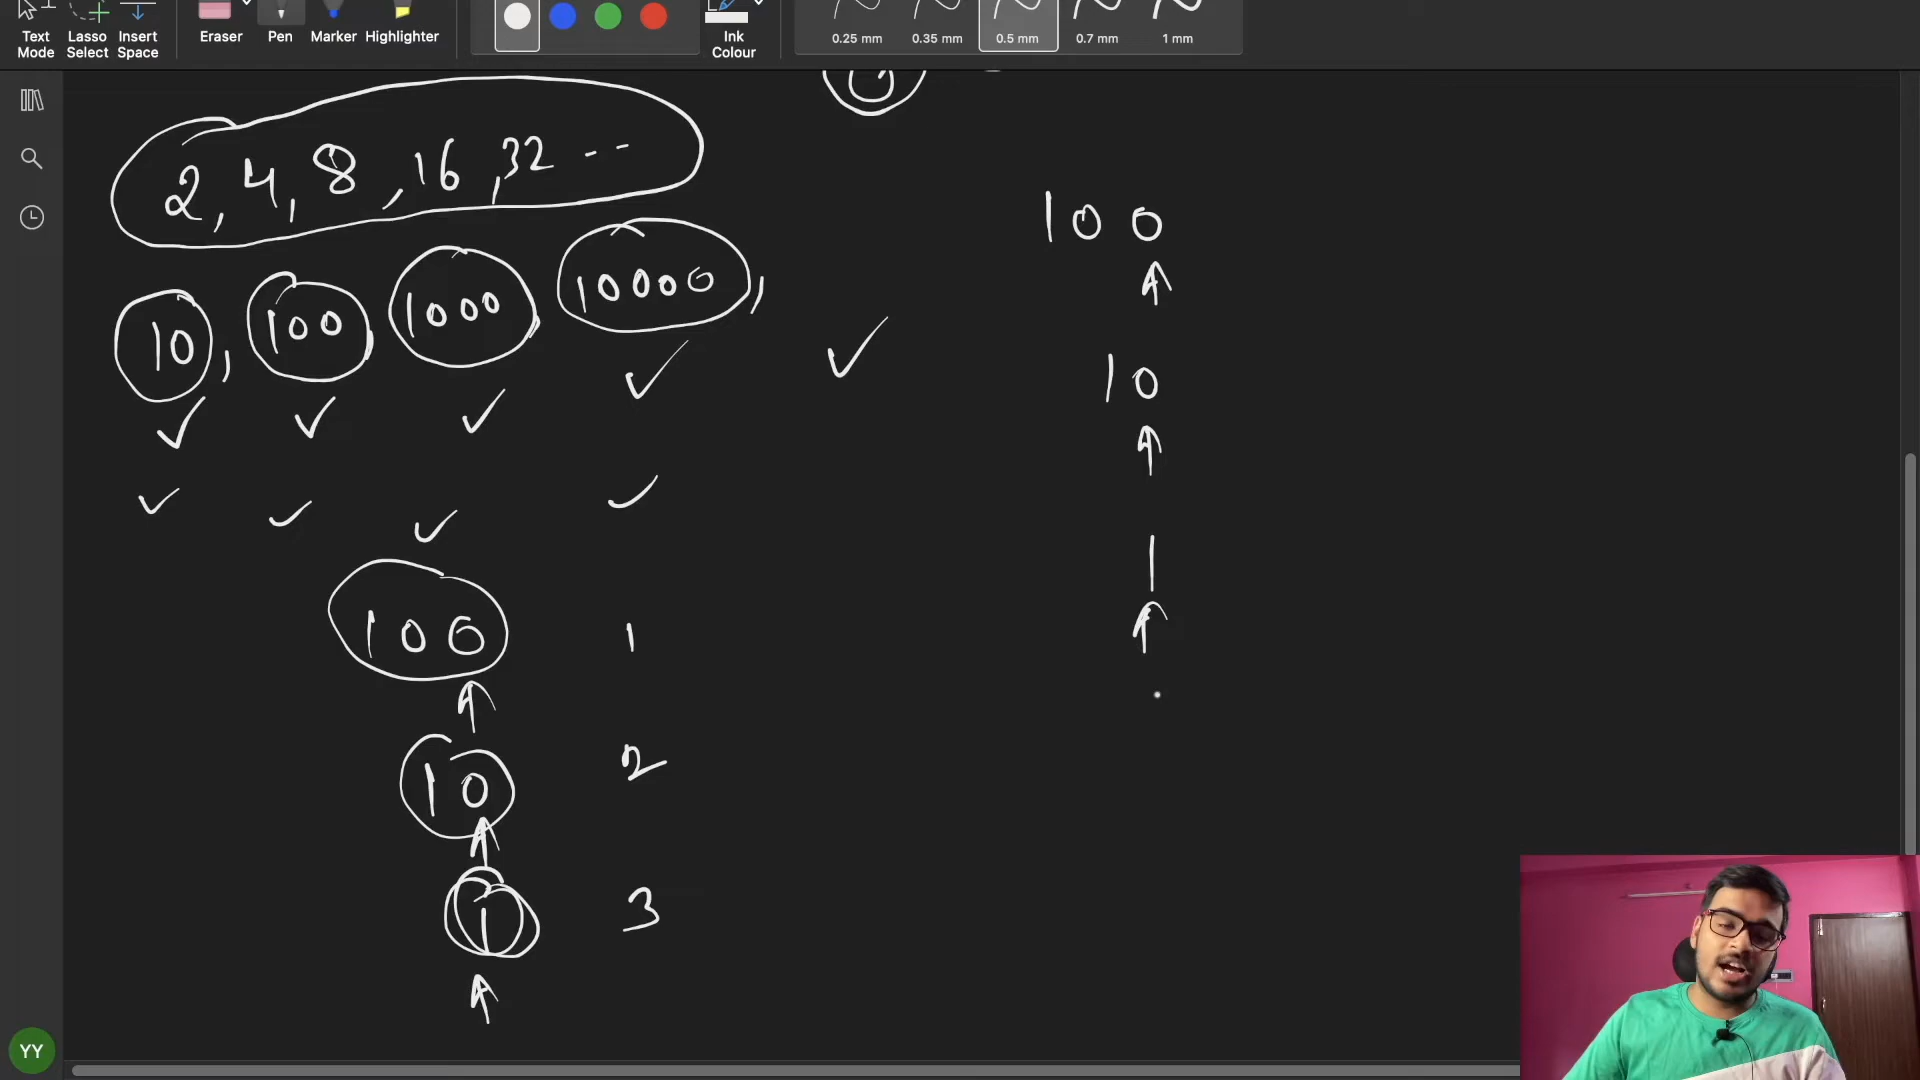 Text Mode
Lasso Select
Insert Space
Eraser
Pen
Marker
Highlighter
Ink Colour
0.25 mm
0.35 mm
0.5 mm
0.7 mm
1 mm
2, 4, 8, 16, 32 --
10, 100 1000 10000,
100 1
10 2
1 3
100
10
1
YY